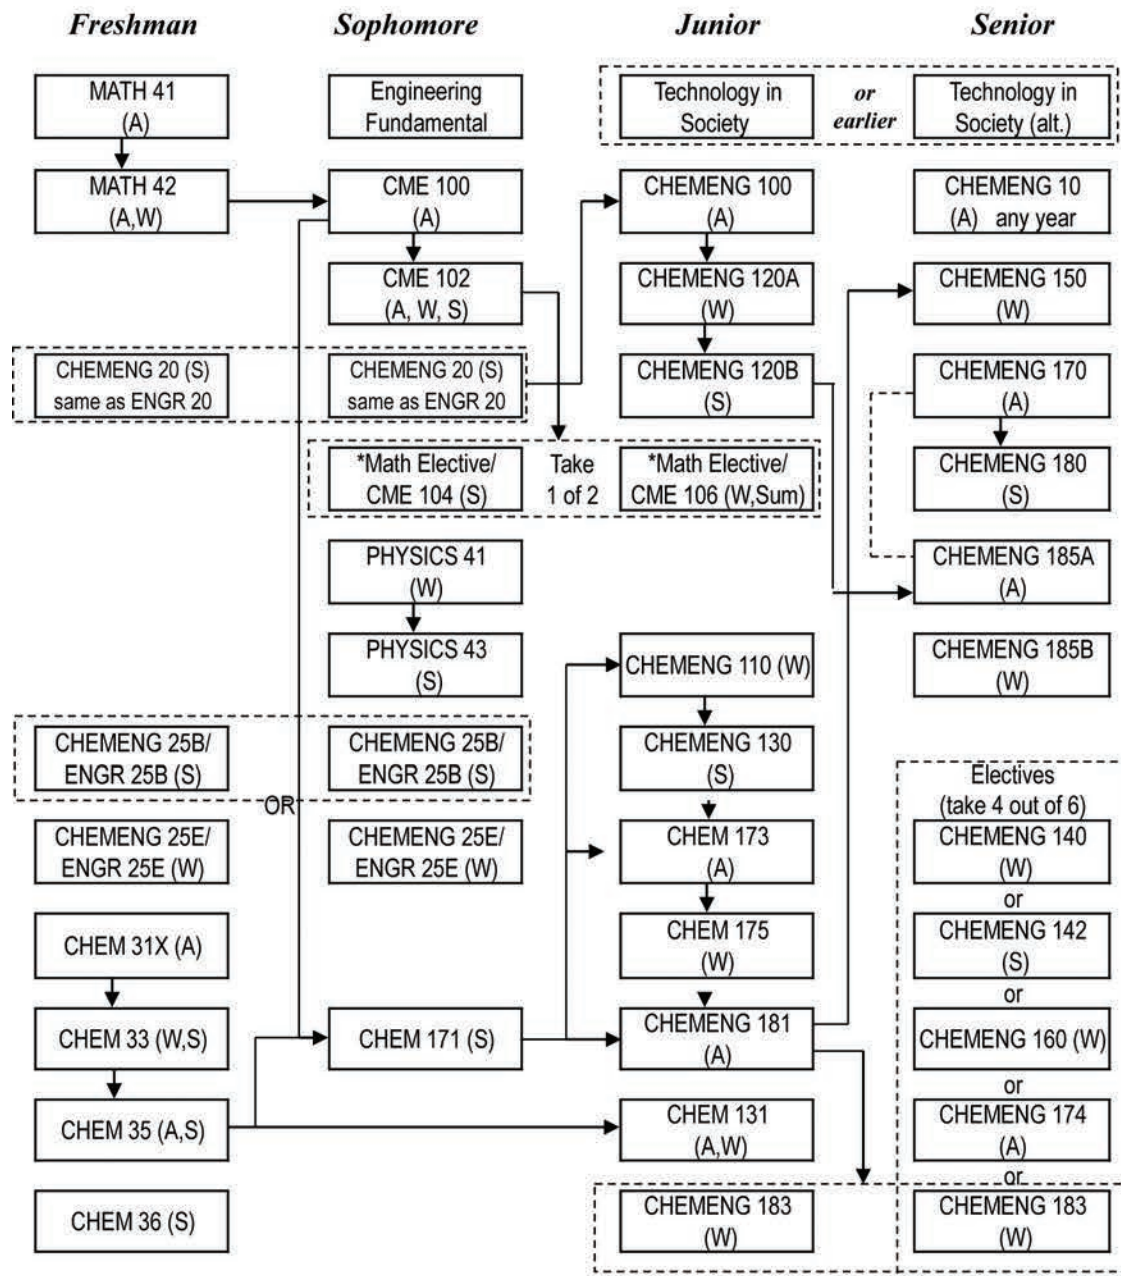 Freshman
Sophomore
Junior
Senior
MATH 41
(A)
Engineering
Fundamental
Technology in
Society
or
earlier
Technology in
Society (alt.)
MATH 42
(A,W)
CME 100
(A)
CHEMENG 100
(A)
CHEMENG 10
(A) any year
CME 102
(A, W, S)
CHEMENG 120A
(W)
CHEMENG 150
(W)
CHEMENG 20 (S)
same as ENGR 20
CHEMENG 20 (S)
same as ENGR 20
CHEMENG 120B
(S)
CHEMENG 170
(A)
*Math Elective/
CME 104 (S)
Take
1 of 2
*Math Elective/
CME 106 (W,Sum)
CHEMENG 180
(S)
PHYSICS 41
(W)
CHEMENG 185A
(A)
PHYSICS 43
(S)
CHEMENG 110 (W)
CHEMENG 185B
(W)
CHEMENG 25B/
ENGR 25B (S)
CHEMENG 25B/
ENGR 25B (S)
CHEMENG 130
(S)
Electives
(take 4 out of 6)
OR
CHEMENG 25E/
ENGR 25E (W)
CHEMENG 25E/
ENGR 25E (W)
CHEM 173
(A)
CHEMENG 140
(W)
or
CHEM 31X (A)
CHEM 175
(W)
CHEMENG 142
(S)
or
CHEM 33 (W,S)
CHEM 171 (S)
CHEMENG 181
(A)
CHEMENG 160 (W)
or
CHEM 35 (A,S)
CHEM 131
(A,W)
CHEMENG 174
(A)
or
CHEM 36 (S)
CHEMENG 183
(W)
CHEMENG 183
(W)